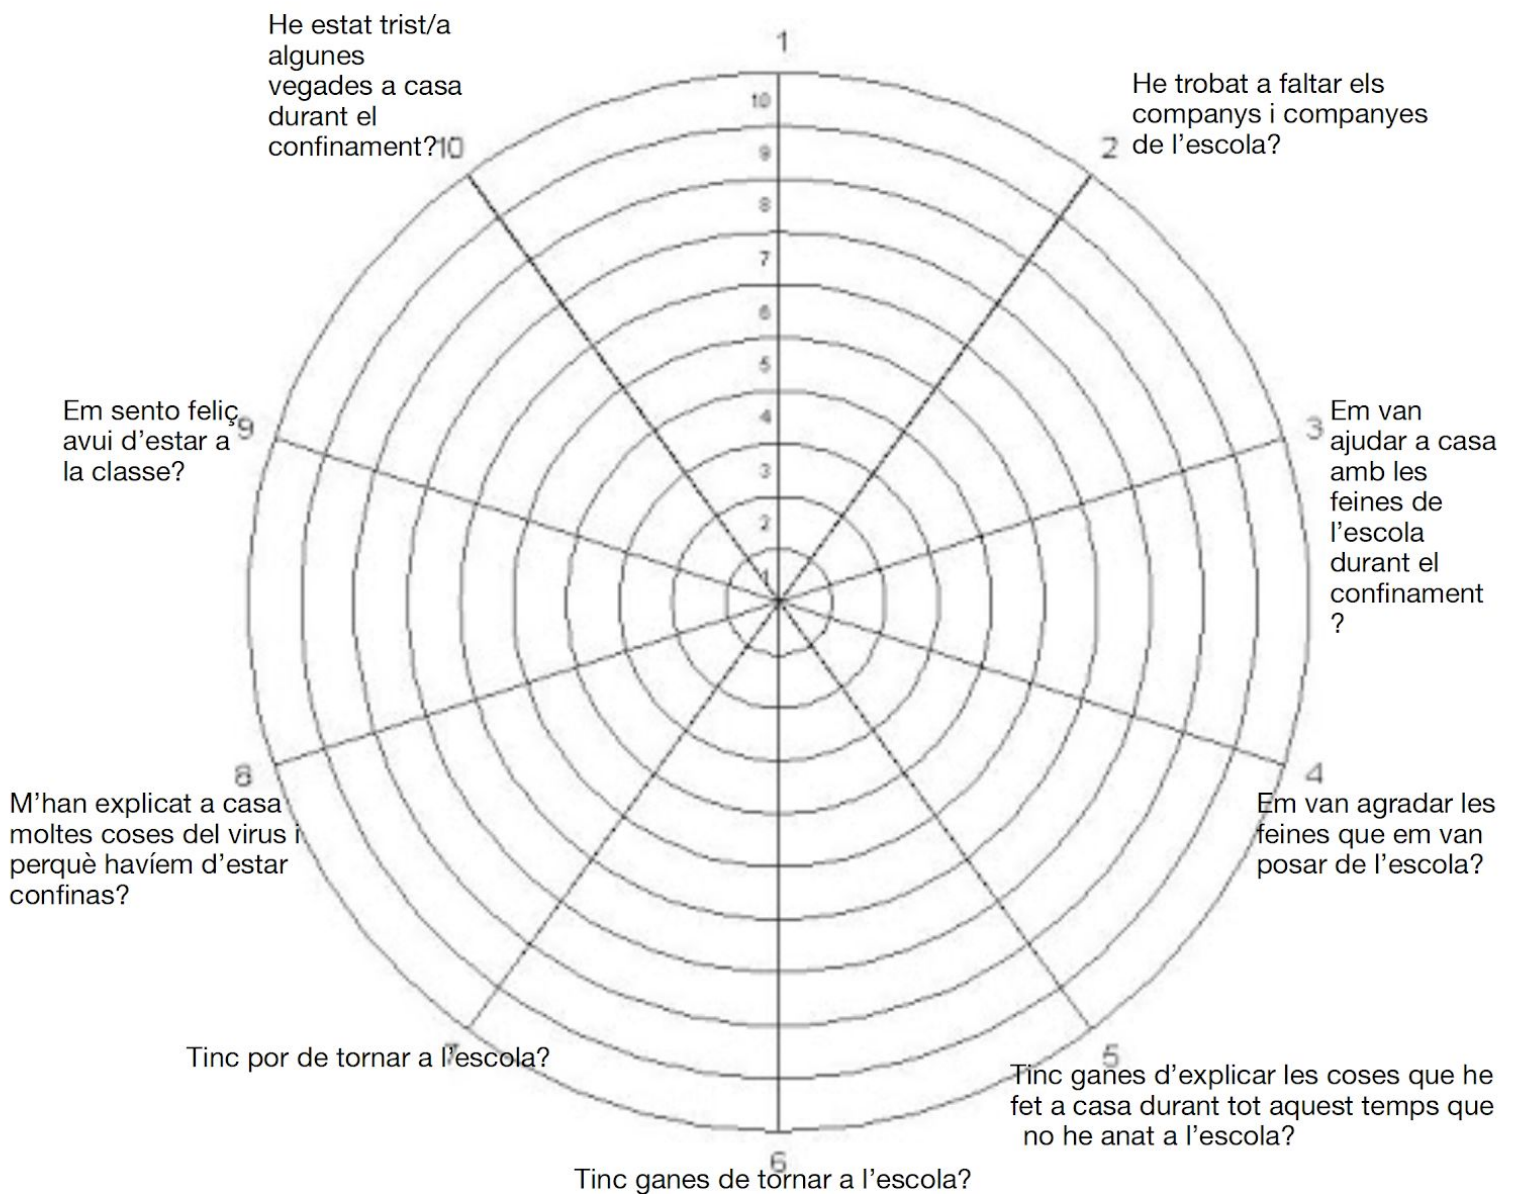 He estat trist/a
algunes
vegades a casa
durant el
confinament?
10
1
He trobat a faltar els
companys i companyes
de l'escola?
2
10
9
8
7
6
5
4
3
2
1
Em sento feliç
avui d'estar a
la classe?
9
3
Em van
ajudar a casa
amb les
feines de
l'escola
durant el
confinament
?
8
M'han explicat a casa
moltes coses del virus i
perquè havíem d'estar
confinas?
4
Em van agradar les
feines que em van
posar de l'escola?
7
Tinc por de tornar a l'escola?
5
Tinc ganes d'explicar les coses que he
fet a casa durant tot aquest temps que
no he anat a l'escola?
6
Tinc ganes de tornar a l'escola?